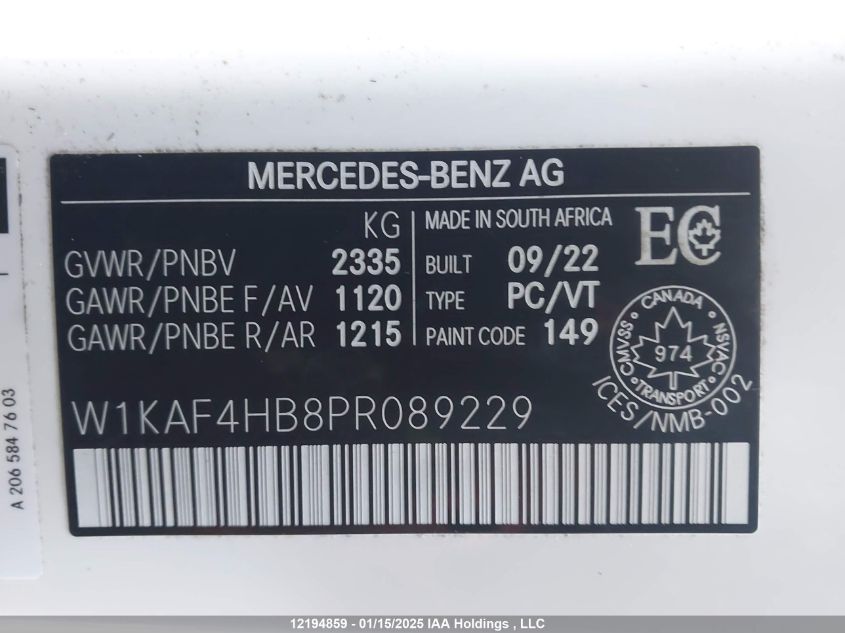 MERCEDES-BENZ AG
KG
GVWR/PNBV 2335
GAWR/PNBE F/AV 1120
GAWR/PNBE R/AR 1215
MADE IN SOUTH AFRICA
BUILT 09/22
TYPE PC/VT
PAINT CODE 149
EC
CANADA
CMVSS/
NSVAC
974
TRANSPORT
ICES/NMB-002
W1KAF4HB8PR089229
A 206 584 76 03
12194859 - 01/15/2025 IAA Holdings , LLC